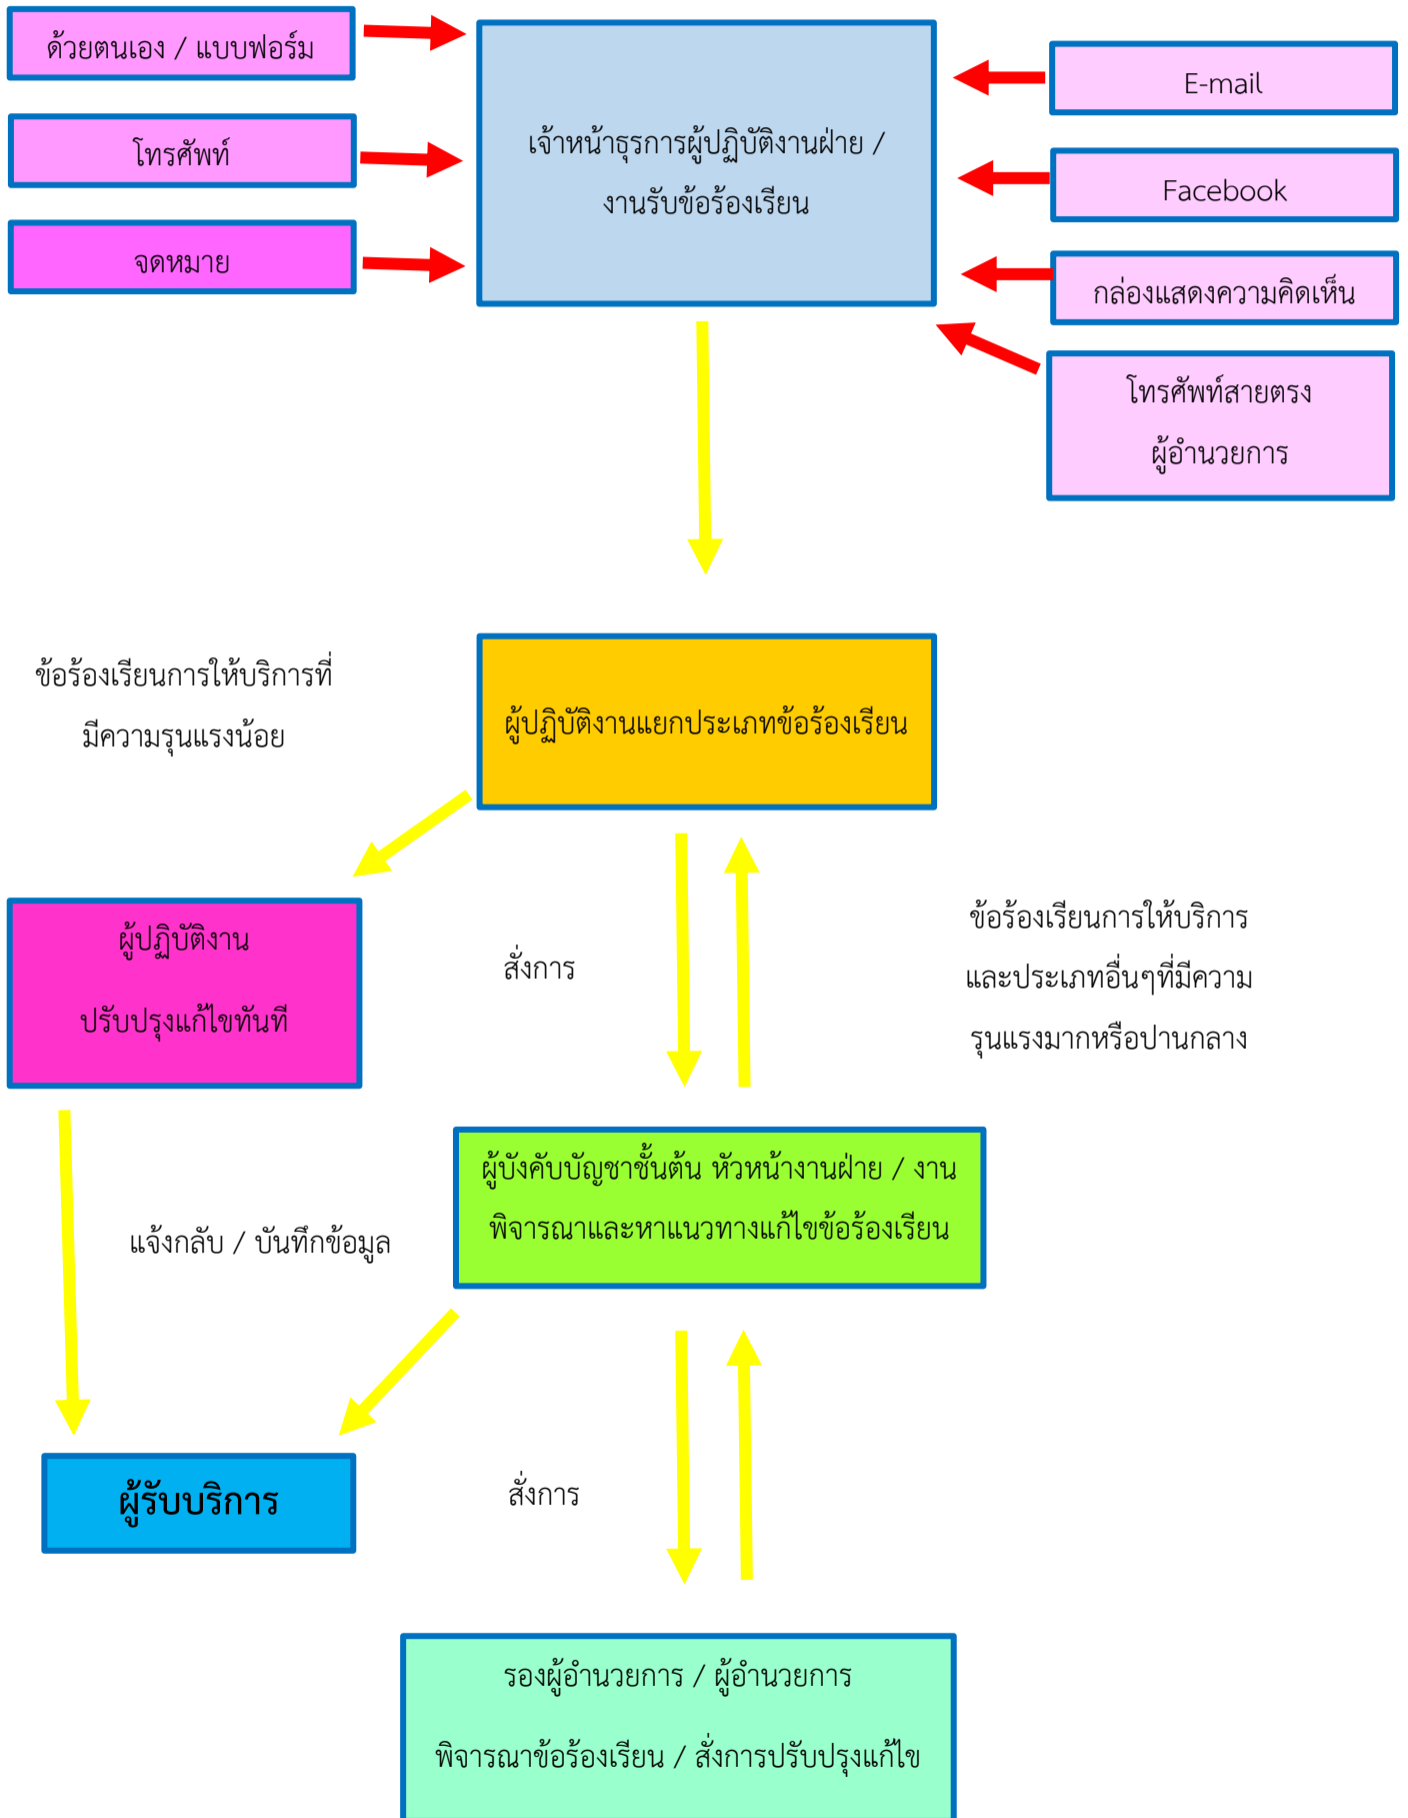 ด้วยตนเอง / แบบฟอร์ม
โทรศัพท์
จดหมาย
เจ้าหน้าธุรการผู้ปฏิบัติงานฝ่าย /
งานรับข้อร้องเรียน
E-mail
Facebook
กล่องแสดงความคิดเห็น
โทรศัพท์สายตรง
ผู้อำนวยการ
ข้อร้องเรียนการให้บริการที่
มีความรุนแรงน้อย
ผู้ปฏิบัติงานแยกประเภทข้อร้องเรียน
ผู้ปฏิบัติงาน
ปรับปรุงแก้ไขทันที
สั่งการ
ข้อร้องเรียนการให้บริการ
และประเภทอื่นๆที่มีความ
รุนแรงมากหรือปานกลาง
ผู้บังคับบัญชาชั้นต้น หัวหน้างานฝ่าย / งาน
พิจารณาและหาแนวทางแก้ไขข้อร้องเรียน
แจ้งกลับ / บันทึกข้อมูล
ผู้รับบริการ
สั่งการ
รองผู้อำนวยการ / ผู้อำนวยการ
พิจารณาข้อร้องเรียน / สั่งการปรับปรุงแก้ไข